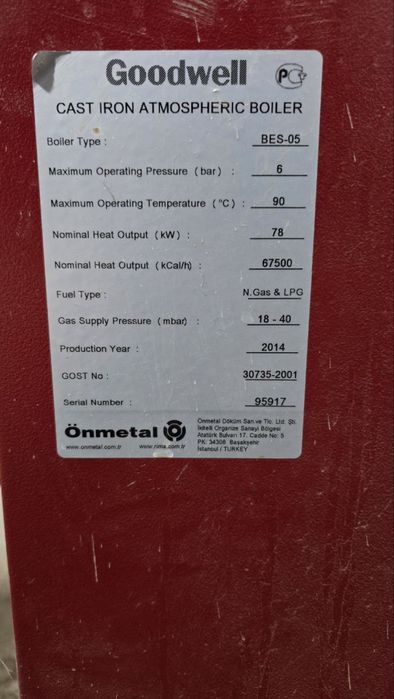 Goodwell
CAST IRON ATMOSPHERIC BOILER
Boiler Type : BES-05
Maximum Operating Pressure ( bar) : 6
Maximum Operating Temperature ( °C) : 90
Nominal Heat Output ( kW) : 78
Nominal Heat Output ( kCal/h) : 67500
Fuel Type : N.Gas & LPG
Gas Supply Pressure ( mbar) : 18 - 40
Production Year : 2014
GOST No : 30735-2001
Serial Number : 95917
Önmetal
www.onmetal.com.tr www.rima.com.tr
Önmetal Döküm San.ve Tic. Ltd. Şti.
İkitelli Organize Sanayi Bölgesi
Atatürk Bulvarı 17. Cadde No: 5
PK: 34308 Başakşehir
İstanbul / TURKEY